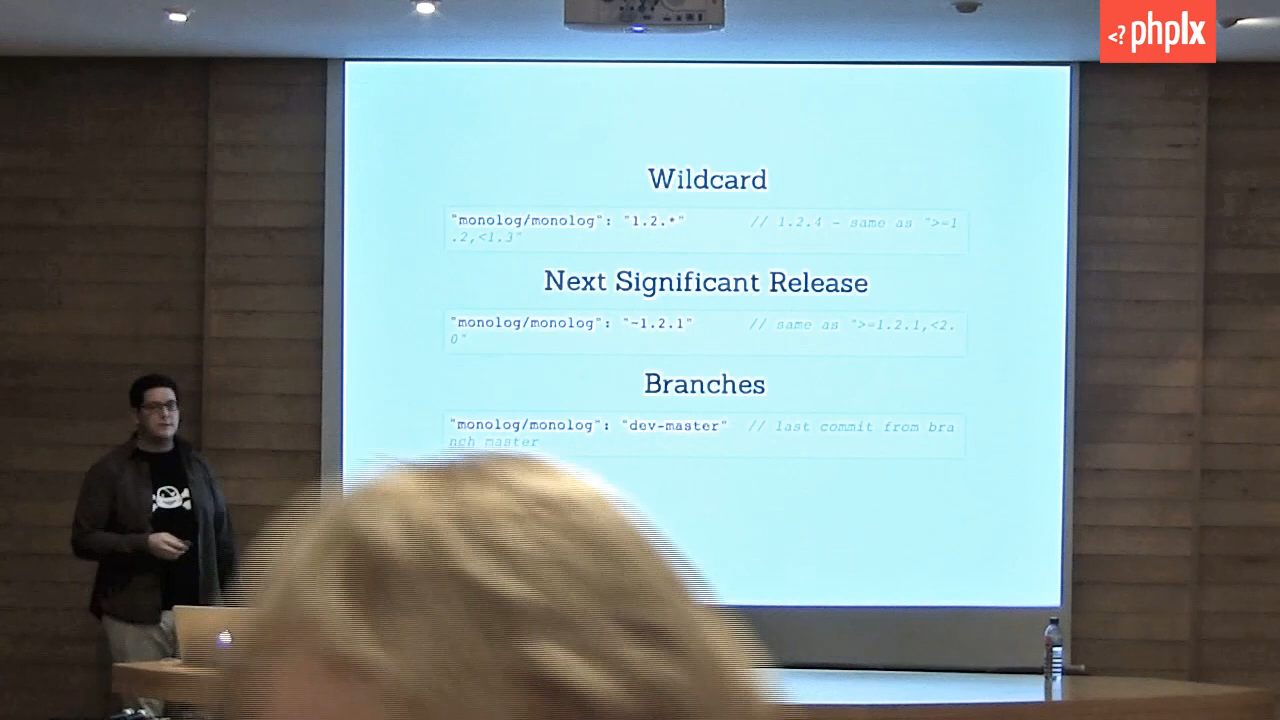 <? phplx
Wildcard
"monolog/monolog": "1.2.*" // 1.2.4 - same as ">=1
.2,<1.3"
Next Significant Release
"monolog/monolog": "~1.2.1" // same as ">=1.2.1,<2.
0"
Branches
"monolog/monolog": "dev-master" // last commit from bra
nch master